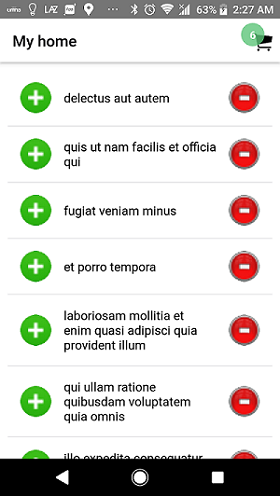 LAZ
63% 2:27 AM
My home
6
delectus aut autem
quis ut nam facilis et officia
qui
fugiat veniam minus
et porro tempora
laboriosam mollitia et
enim quasi adipisci quia
provident illum
qui ullam ratione
quibusdam voluptatem
quia omnis
illo expedita consequatur